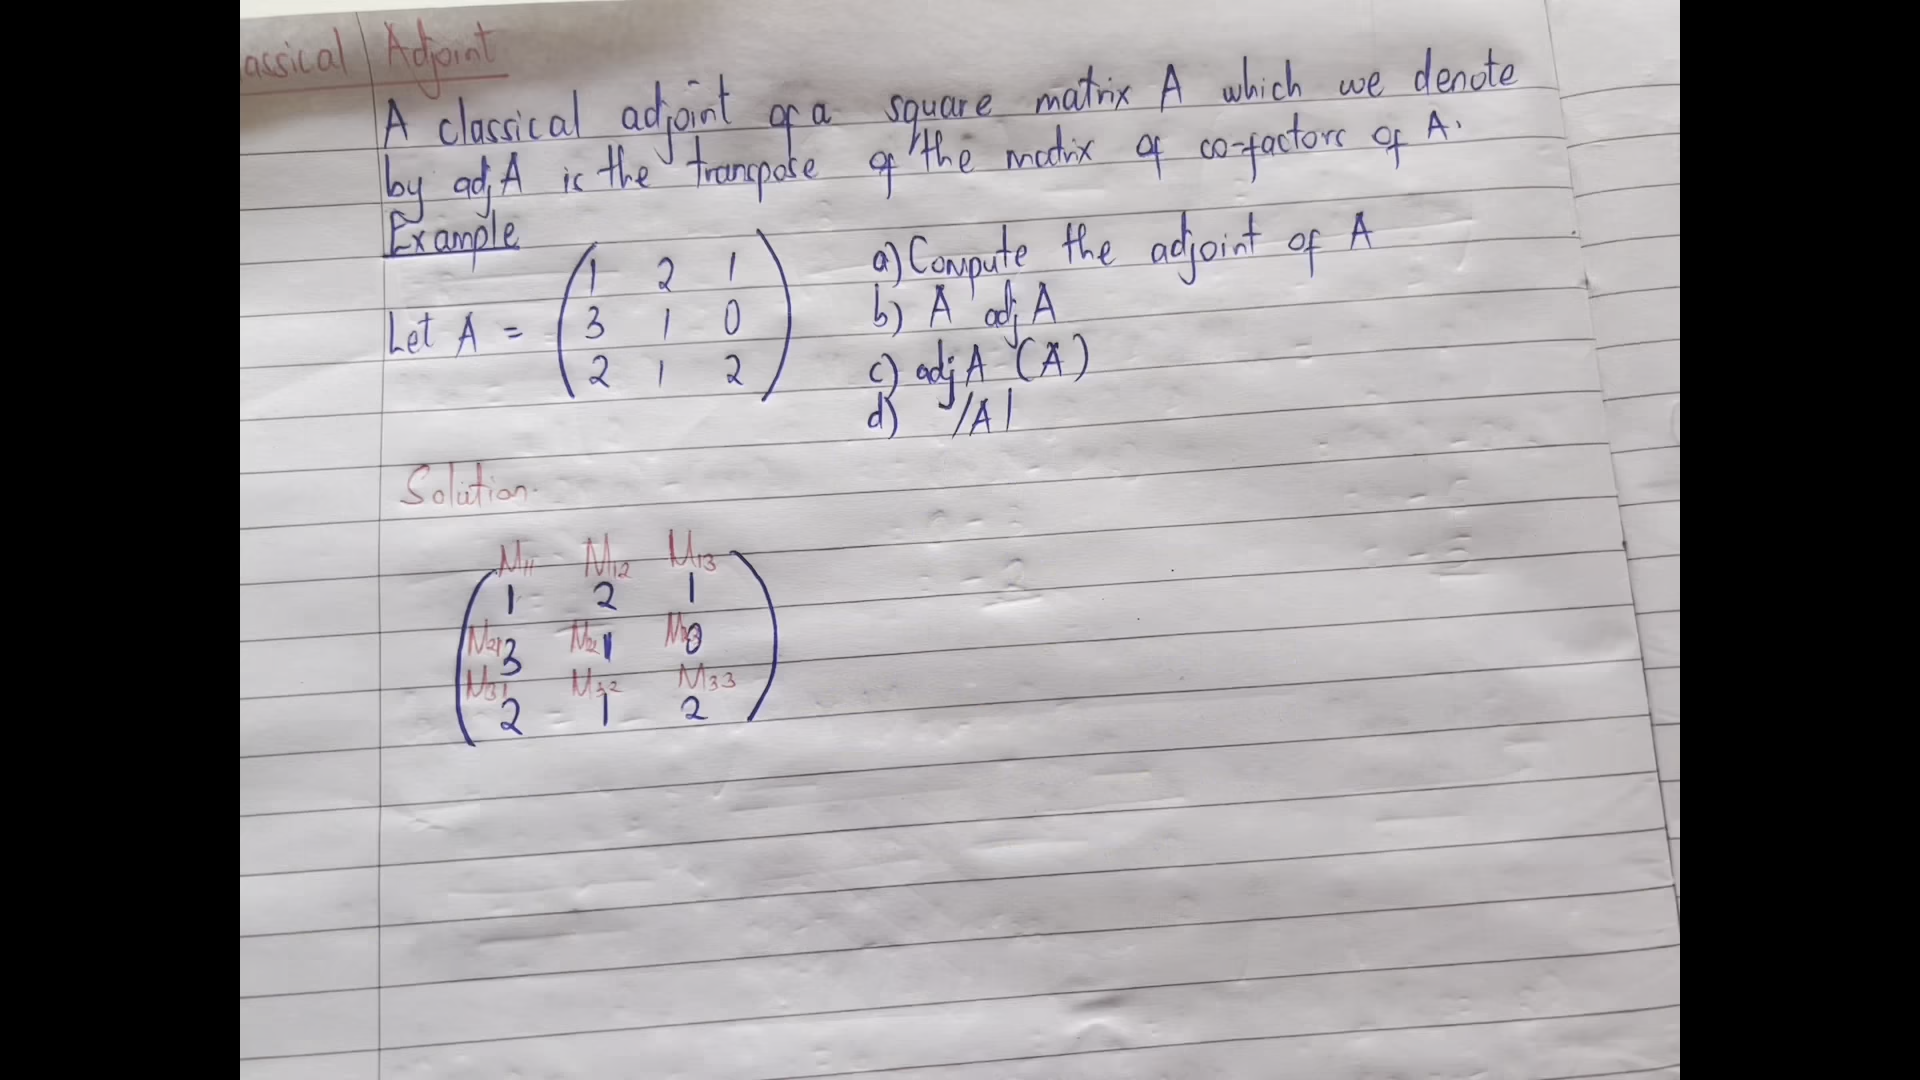 assical Adjoint
A classical adjoint of a square matrix A which we denote
by adj A is the transpose of the matrix of co-factors of A.
Example
Let A = ( 1 2 1
3 1 0
2 1 2 )
a) Compute the adjoint of A
b) A adj A
c) adj A (A)
d) |A|
Solution.
M11 M12 M13
1 2 1
M21 3 1 0
M31 M32 M33
2 1 2